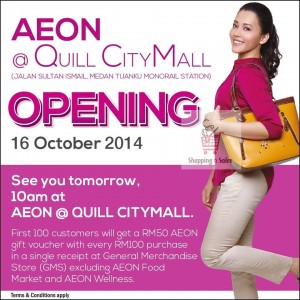 AEON
@ QUILL CITYMALL
(JALAN SULTAN ISMAIL, MEDAN TUANKU MONORAIL STATION)
OPENING
16 October 2014
Shopping n Sales
See you tomorrow,
10am at
AEON @ QUILL CITYMALL.
First 100 customers will get a RM50 AEON
gift voucher with every RM100 purchase
in a single receipt at General Merchandise
Store (GMS) excluding AEON Food
Market and AEON Wellness.
Terms & Conditions apply